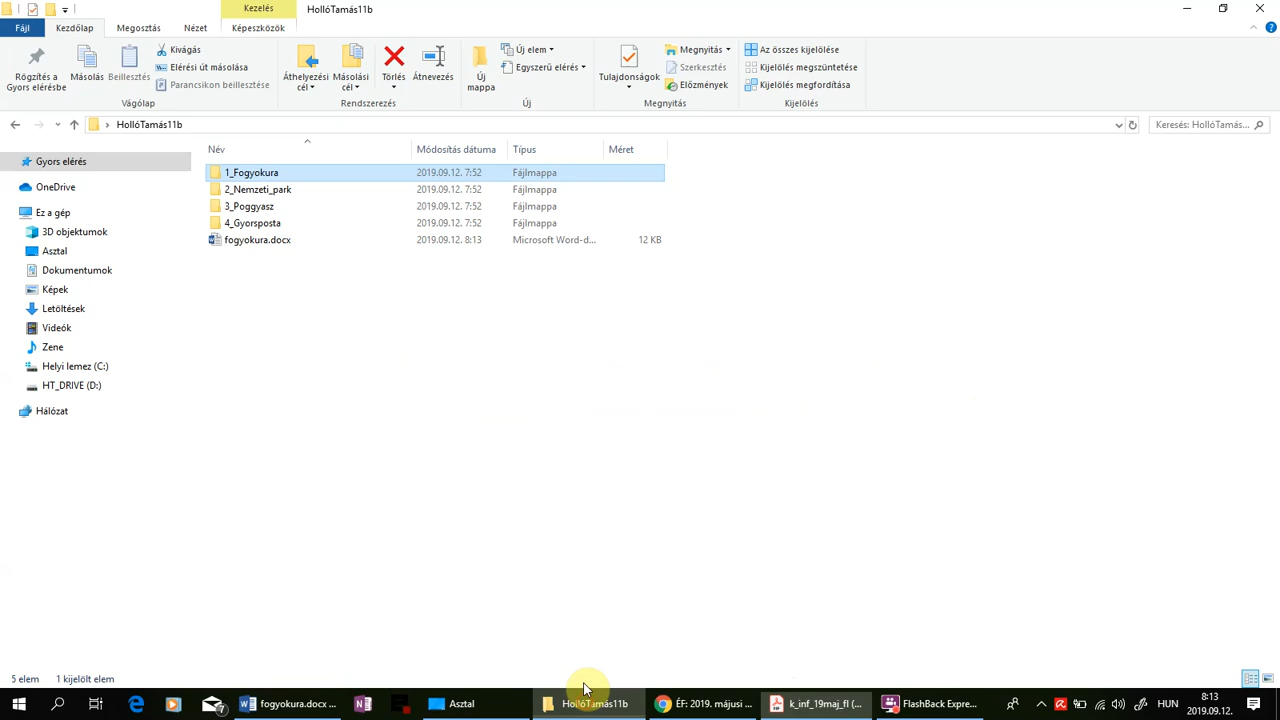 Kezelés
HollóTamás11b
Fájl
Kezdőlap
Megosztás
Nézet
Képeszközök
Rögzítés a Gyors elérésbe
Másolás
Beillesztés
Kivágás
Elérési út másolása
Parancsikon beillesztése
Áthelyezési cél
Másolási cél
Törlés
Átnevezés
Új mappa
Új elem
Egyszerű elérés
Tulajdonságok
Megnyitás
Szerkesztés
Előzmények
Az összes kijelölése
Kijelölés megszüntetése
Kijelölés megfordítása
Vágólap
Rendszerezés
Új
Megnyitás
Kijelölés
HollóTamás11b
Keresés: HollóTamás...
Név Módosítás dátuma Típus Méret
1_Fogyokura 2019.09.12. 7:52 Fájlmappa
2_Nemzeti_park 2019.09.12. 7:52 Fájlmappa
3_Poggyasz 2019.09.12. 7:52 Fájlmappa
4_Gyorsposta 2019.09.12. 7:52 Fájlmappa
fogyokura.docx 2019.09.12. 8:13 Microsoft Word-d... 12 KB
Gyors elérés
OneDrive
Ez a gép
3D objektumok
Asztal
Dokumentumok
Képek
Letöltések
Videók
Zene
Helyi lemez (C:)
HT_DRIVE (D:)
Hálózat
5 elem 1 kijelölt elem
fogyokura.docx ...
Asztal
HollóTamás11b
ÉF: 2019. májusi ...
k_inf_19maj_fl (...
FlashBack Expre...
HUN
8:13
2019.09.12.